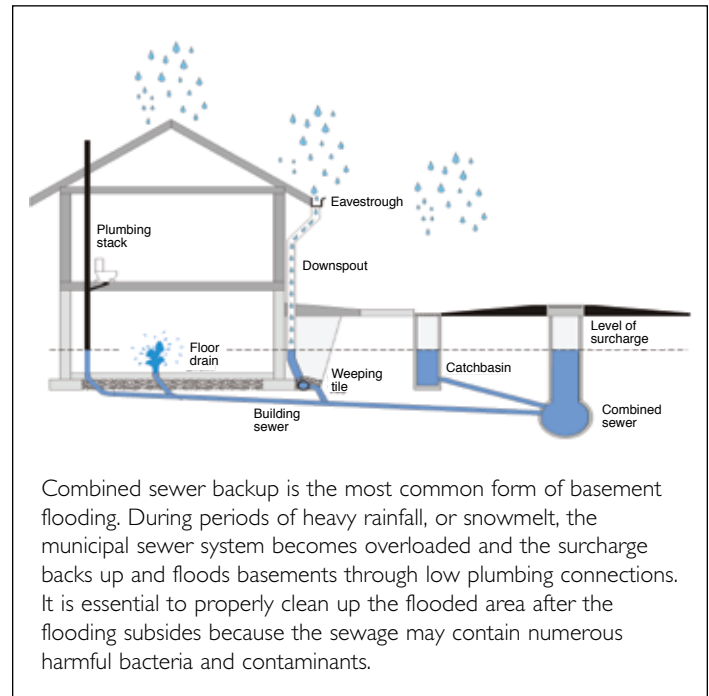 Eavestrough
Plumbing
stack
Downspout
Level of
surcharge
Floor
drain
Catchbasin
Weeping
tile
Building
sewer
Combined
sewer
Combined sewer backup is the most common form of basement
flooding. During periods of heavy rainfall, or snowmelt, the
municipal sewer system becomes overloaded and the surcharge
backs up and floods basements through low plumbing connections.
It is essential to properly clean up the flooded area after the
flooding subsides because the sewage may contain numerous
harmful bacteria and contaminants.